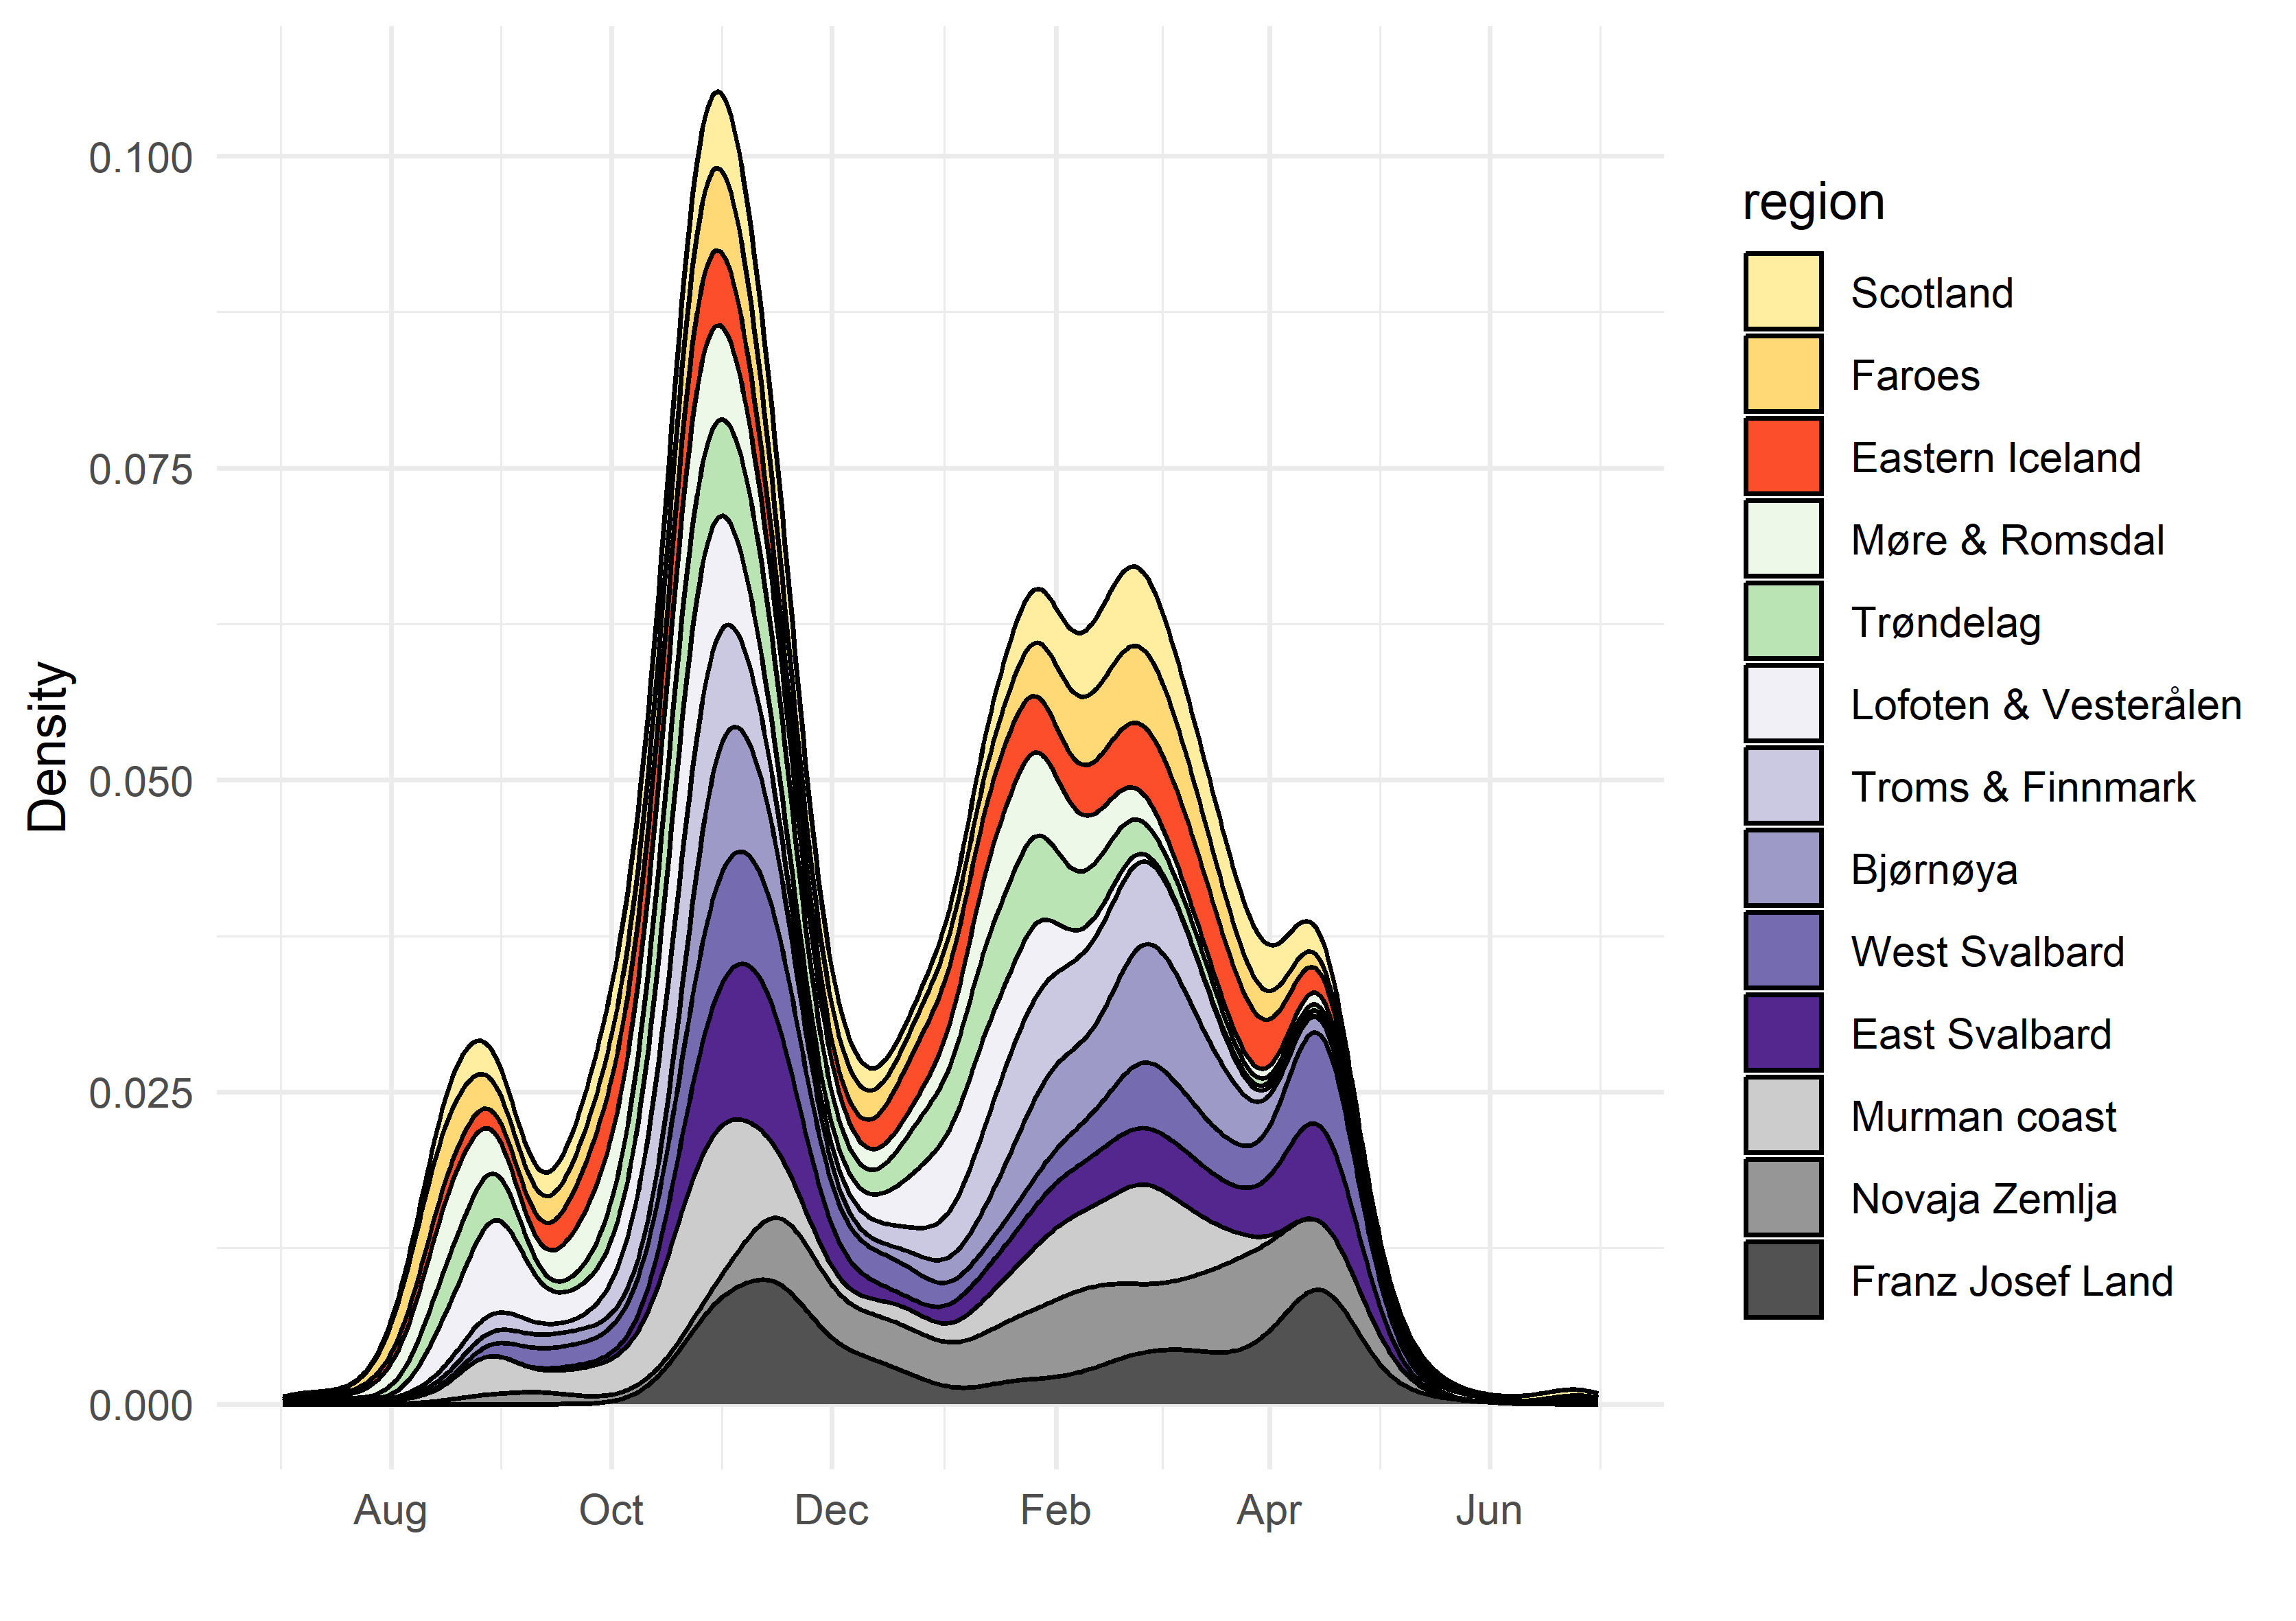 Density
0.100
0.075
0.050
0.025
0.000
Aug Oct Dec Feb Apr Jun
region
Scotland
Faroes
Eastern Iceland
Møre & Romsdal
Trøndelag
Lofoten & Vesterålen
Troms & Finnmark
Bjørnøya
West Svalbard
East Svalbard
Murman coast
Novaja Zemlja
Franz Josef Land